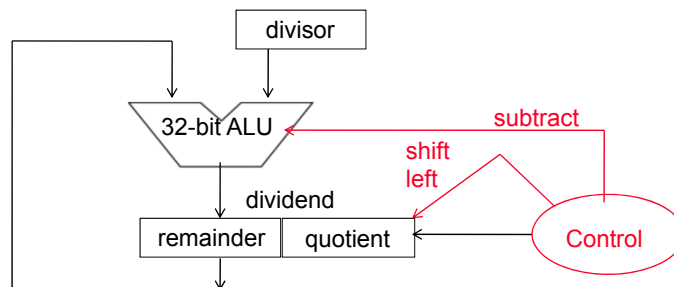 divisor
32-bit ALU
subtract
shift
left
dividend
remainder
quotient
Control